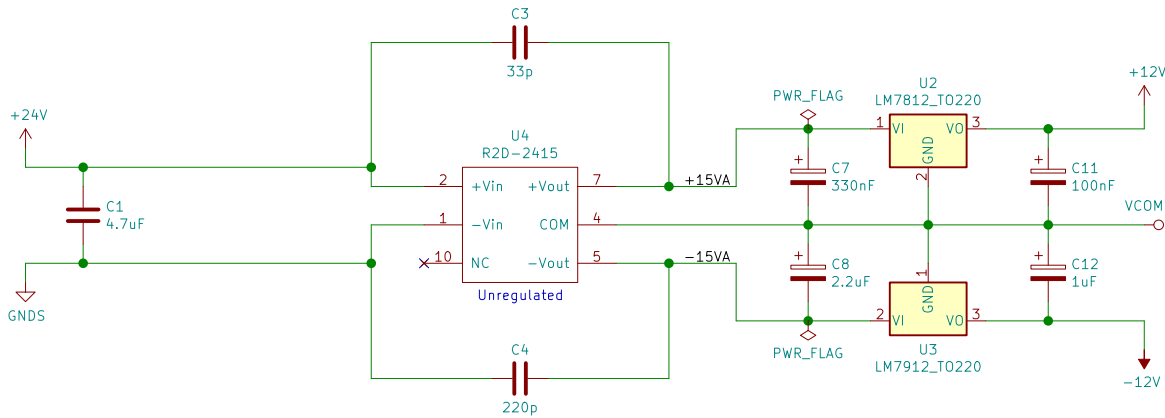 C3
33p
+24V
C1
4.7uF
GNDS
U4
R2D-2415
2
+Vin
+Vout
7
1
-Vin
COM
4
10
NC
-Vout
5
Unregulated
C4
220p
+15VA
-15VA
PWR_FLAG
C7
330nF
C8
2.2uF
PWR_FLAG
U2
LM7812_TO220
1
VI
VO
3
GND
2
1
GND
2
VI
VO
3
U3
LM7912_TO220
+12V
C11
100nF
VCOM
C12
1uF
-12V
+
+
+
+